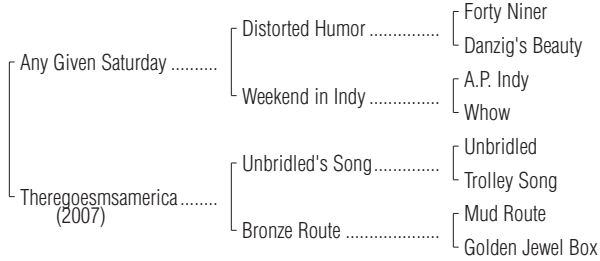 Forty Niner
Distorted Humor ...............
Danzig's Beauty
Any Given Saturday ..........
A.P. Indy
Weekend in Indy ...............
Whow
Unbridled
Unbridled's Song..............
Trolley Song
Theregoesmsamerica........
(2007)
Mud Route
Bronze Route ....................
Golden Jewel Box